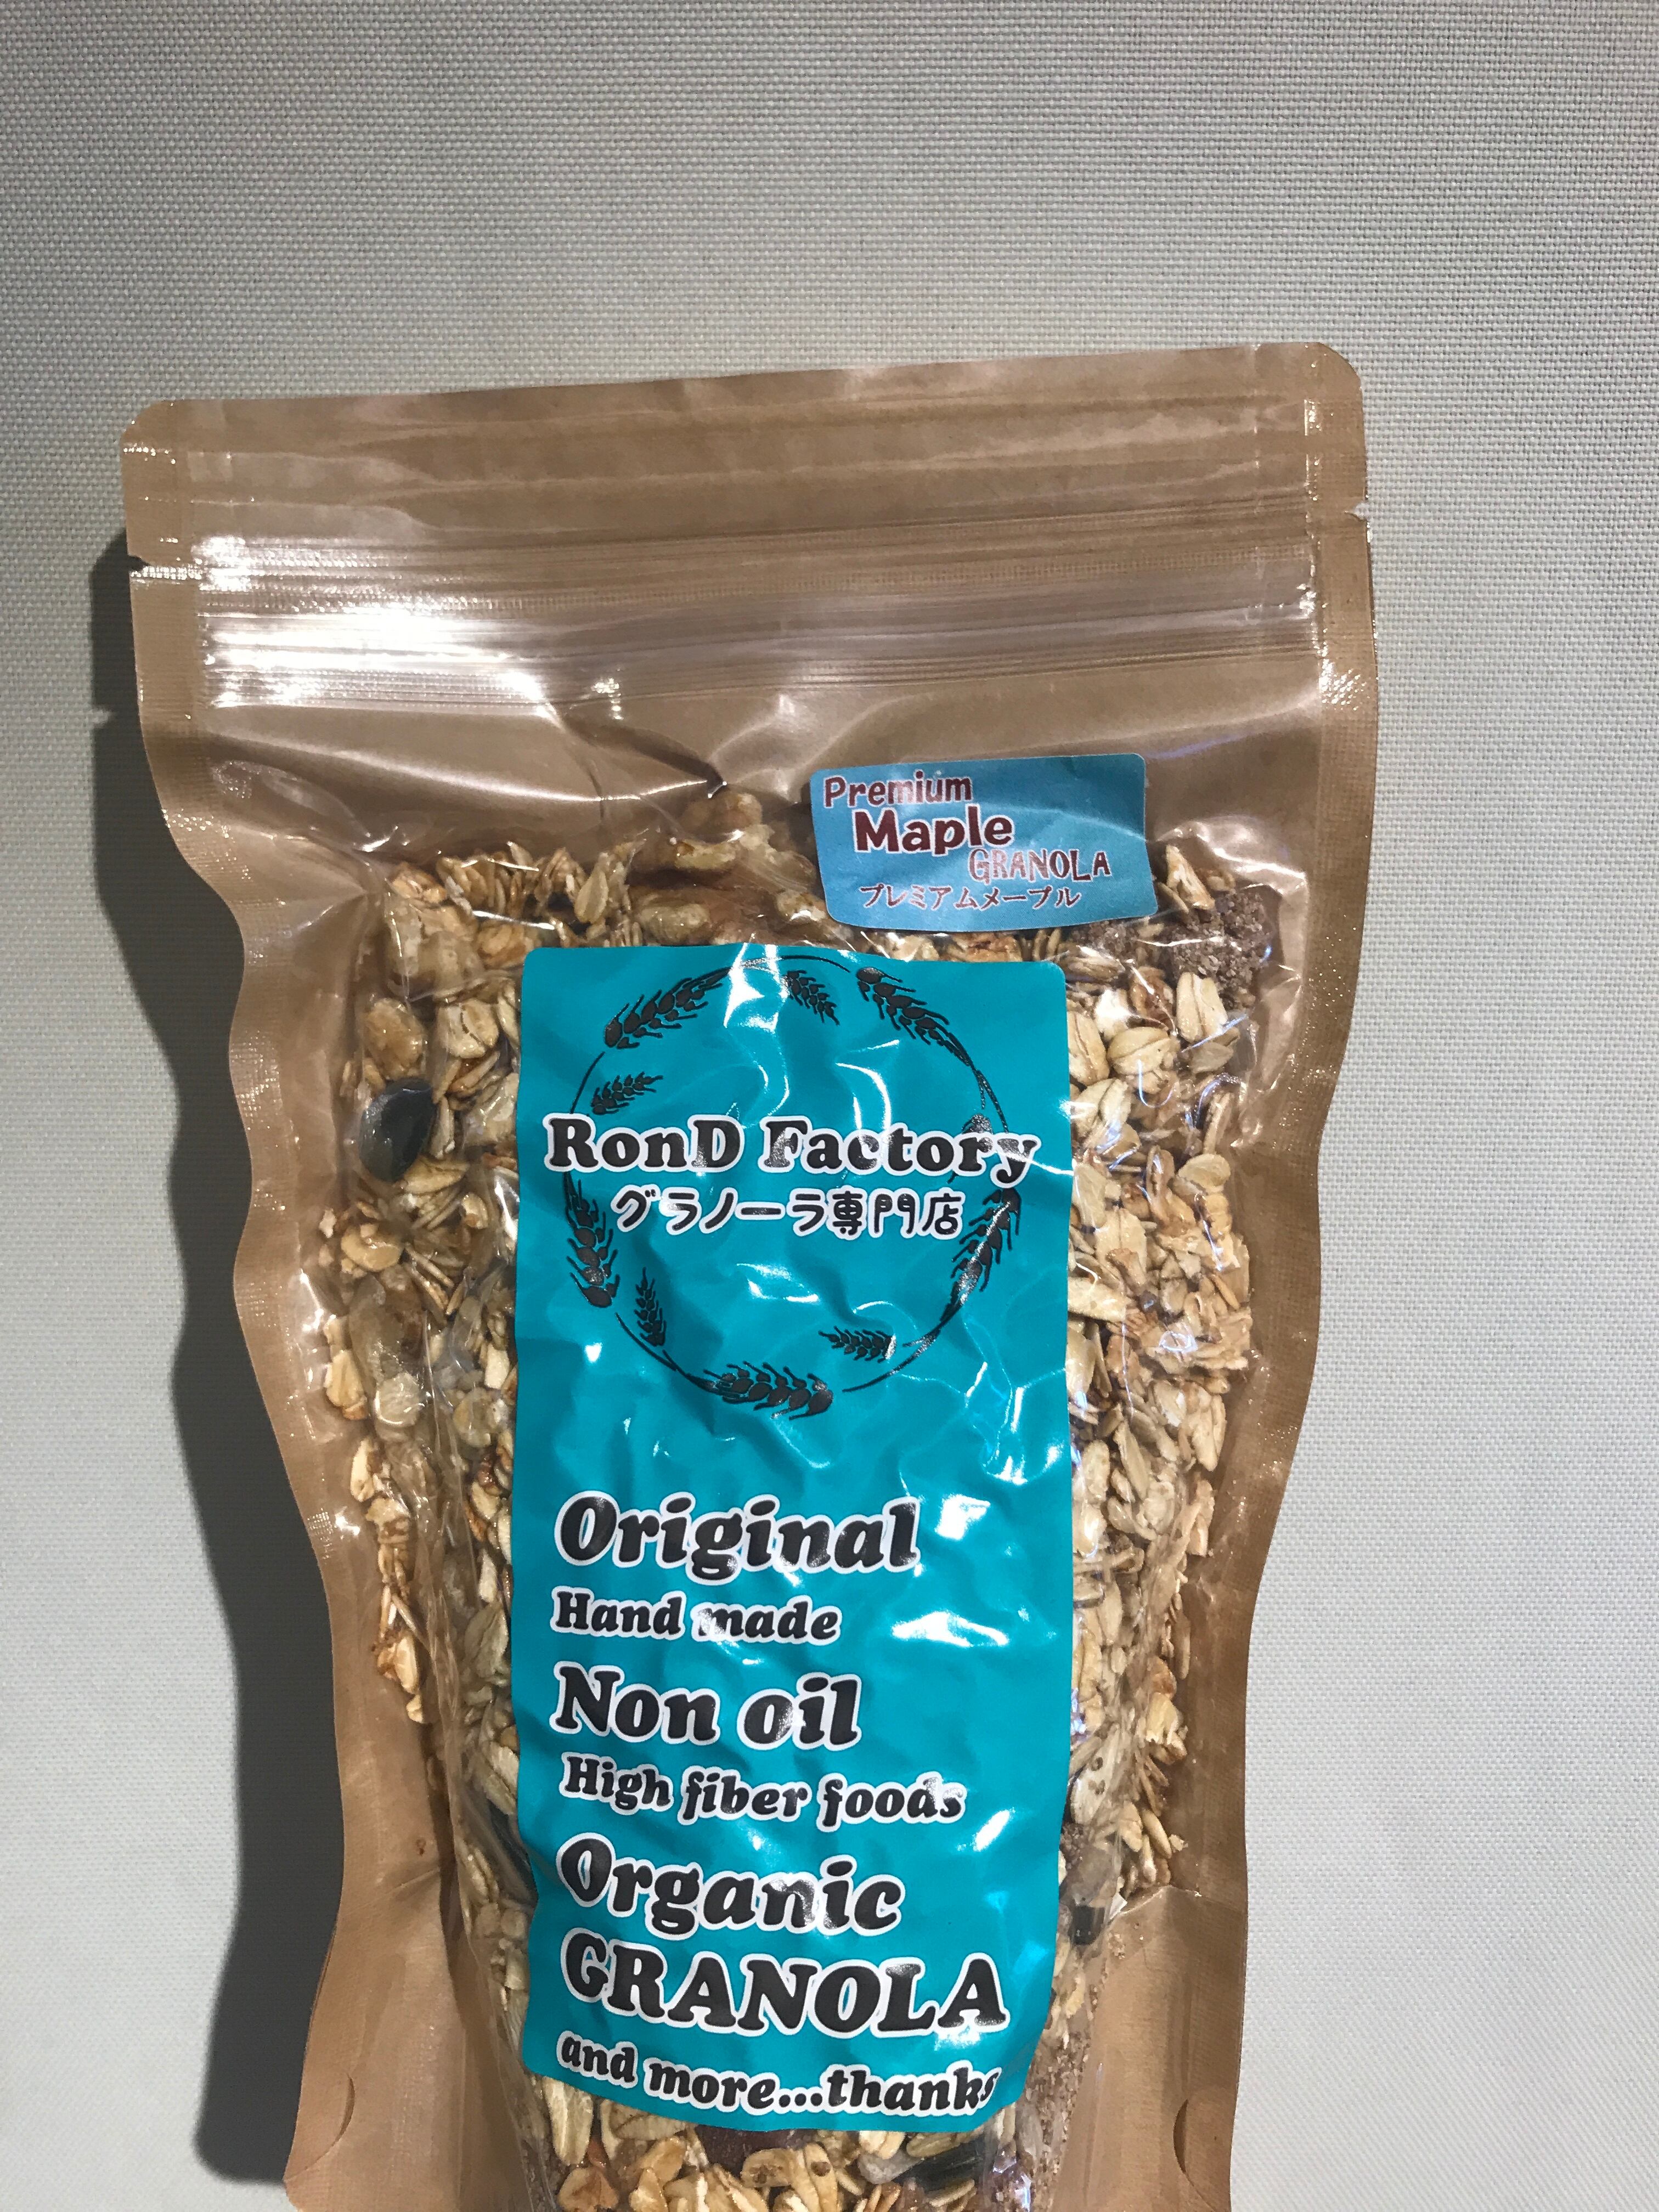 Premium
Maple
GRANOLA
プレミアムメープル
RonD Factory
グラノーラ専門店
Original
Hand made
Non oil
High fiber foods
Organic
GRANOLA
and more...thanks